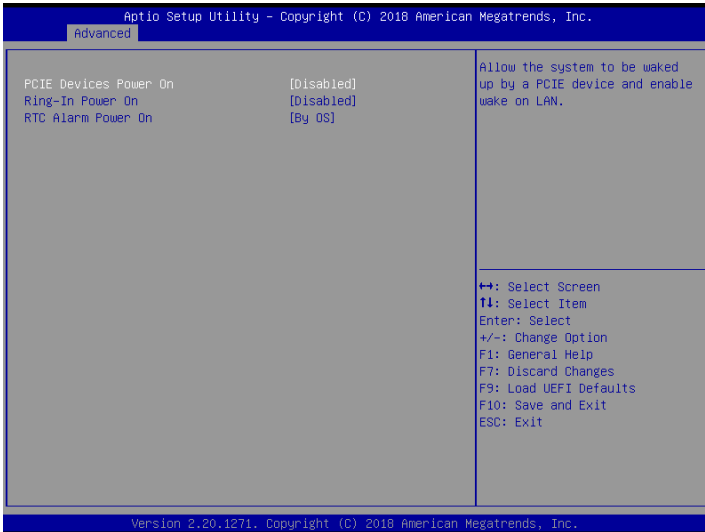 Aptio Setup Utility – Copyright (C) 2018 American Megatrends, Inc.
Advanced
PCIE Devices Power On [Disabled]
Ring-In Power On [Disabled]
RTC Alarm Power On [By OS]
Allow the system to be waked
up by a PCIE device and enable
wake on LAN.
↔: Select Screen
↑↓: Select Item
Enter: Select
+/-: Change Option
F1: General Help
F7: Discard Changes
F9: Load UEFI Defaults
F10: Save and Exit
ESC: Exit
Version 2.20.1271. Copyright (C) 2018 American Megatrends, Inc.